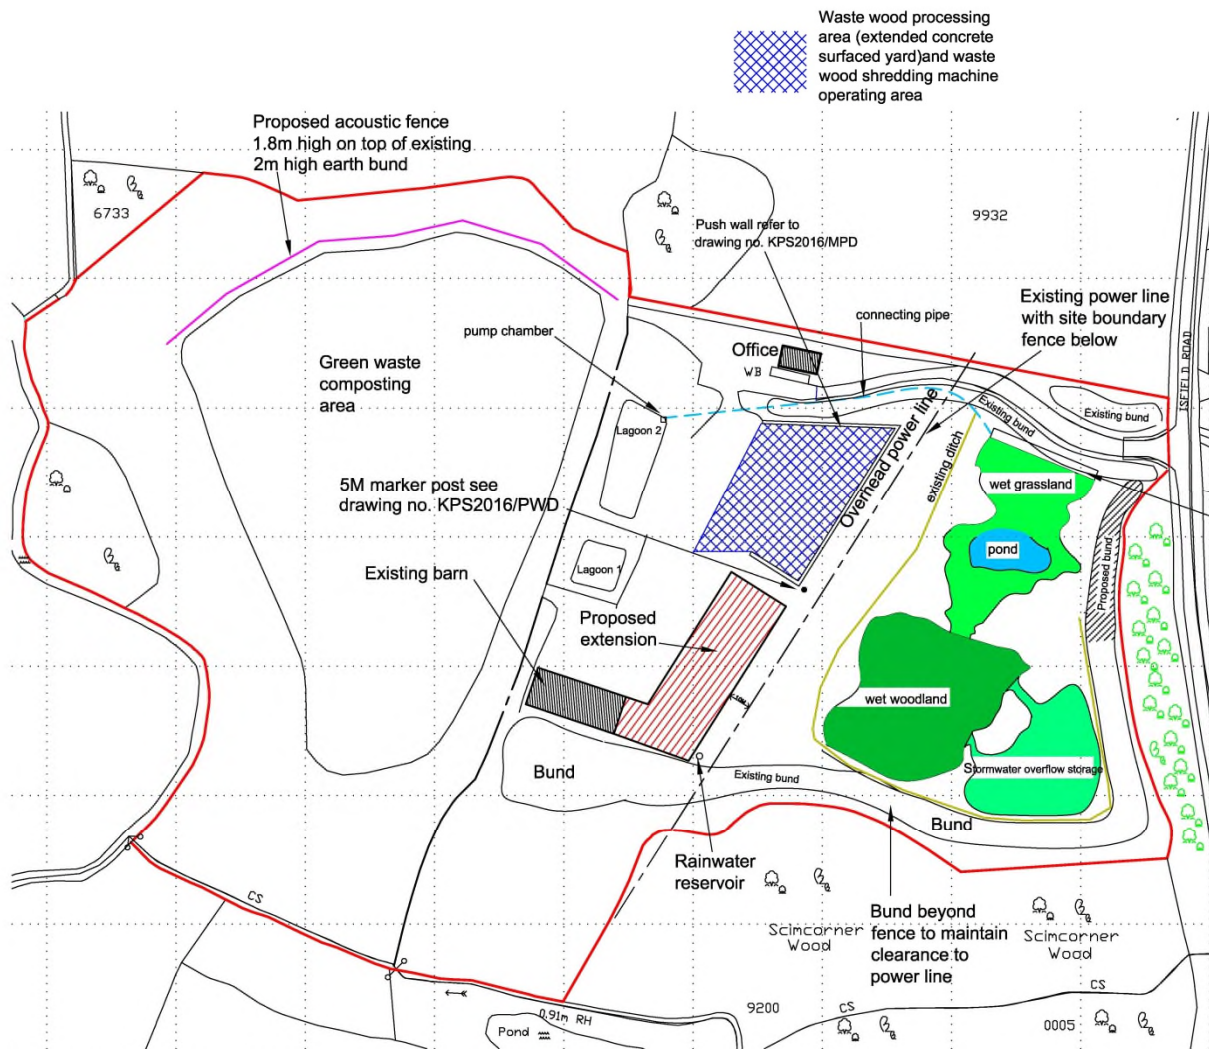 Waste wood processing
area (extended concrete
surfaced yard)and waste
wood shredding machine
operating area
Proposed acoustic fence
1.8m high on top of existing
2m high earth bund
6733
9932
Push wall refer to
drawing no. KPS2016/MPD
Existing power line
with site boundary
fence below
connecting pipe
pump chamber
Office
WB
ISFIELD ROAD
Green waste
composting
area
Existing bund
Existing bund
Lagoon 2
Overhead power line
existing ditch
wet grassland
5M marker post see
drawing no. KPS2016/PWD
pond
Proposed bund
Existing barn
Lagoon 1
Proposed
extension
wet woodland
10M
Bund
Existing bund
Stormwater overflow storage
Bund
Rainwater
reservoir
CS
Bund beyond
fence to maintain
clearance to
power line
Scimcorner
Wood
Scimcorner
Wood
CS
CS
9200
0.91m RH
Pond
0005